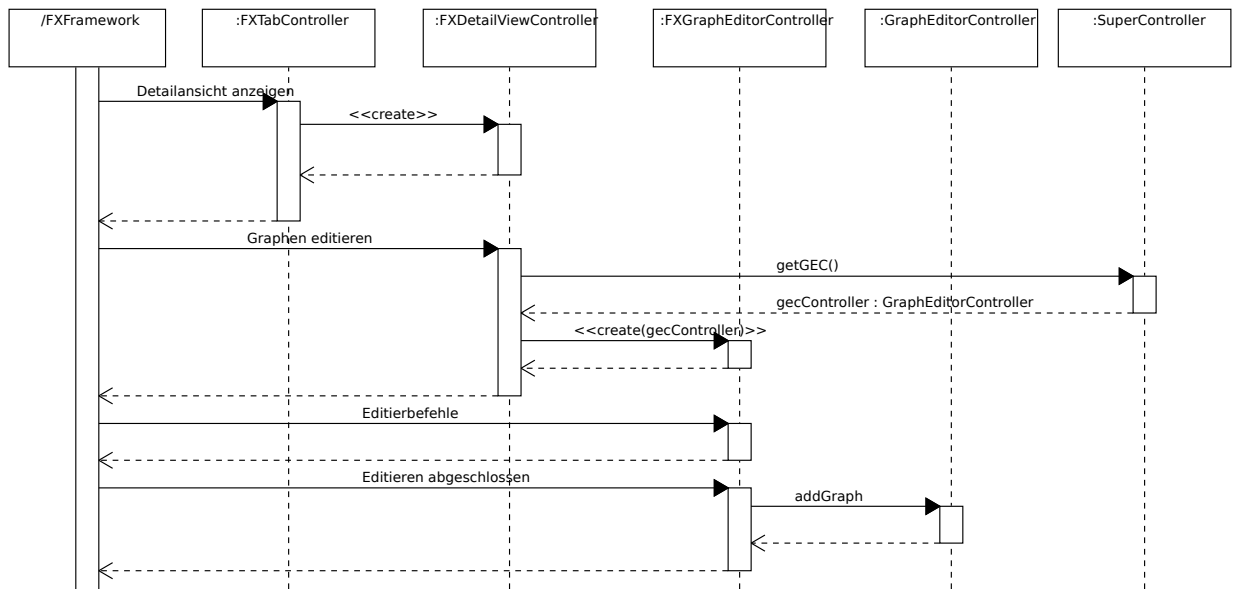 /FXFramework
:FXTabController
:FXDetailViewController
:FXGraphEditorController
:GraphEditorController
:SuperController
Detailansicht anzeigen
<<create>>
Graphen editieren
getGEC()
gecController : GraphEditorController
<<create(gecController)>>
Editierbefehle
Editieren abgeschlossen
addGraph